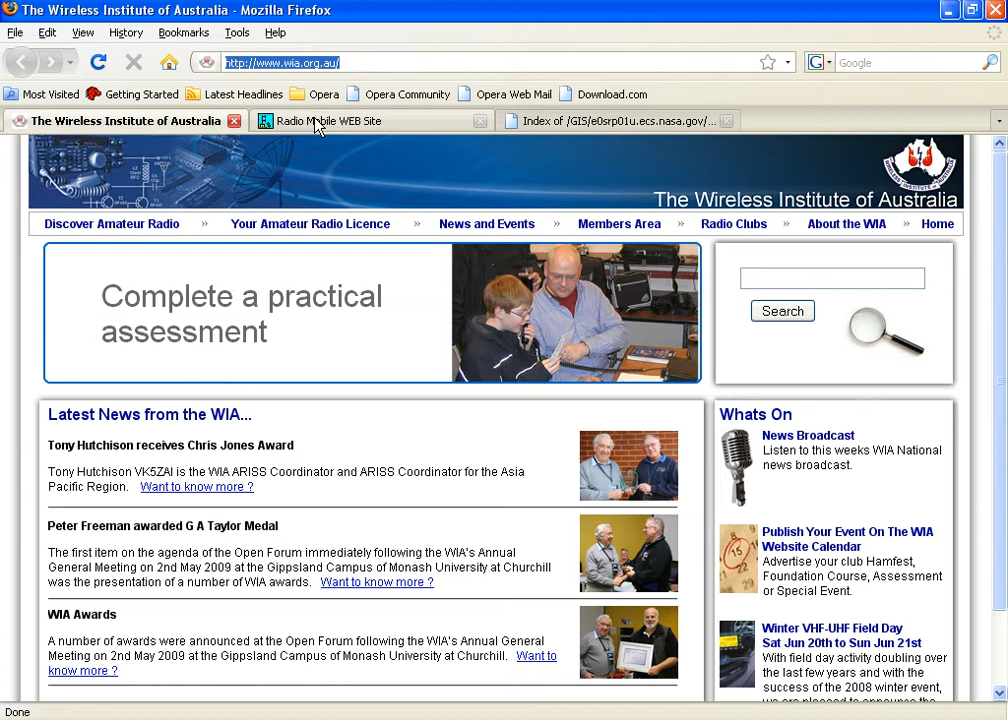 The Wireless Institute of Australia - Mozilla Firefox
File Edit View History Bookmarks Tools Help
http://www.wia.org.au/
G Google
Most Visited Getting Started Latest Headlines Opera Opera Community Opera Web Mail Download.com
The Wireless Institute of Australia Radio Mobile WEB Site Index of /GIS/e0srp01u.ecs.nasa.gov/...
The Wireless Institute of Australia
Discover Amateur Radio » Your Amateur Radio Licence » News and Events » Members Area » Radio Clubs » About the WIA » Home
Complete a practical
assessment
Search
Latest News from the WIA...
Tony Hutchison receives Chris Jones Award
Tony Hutchison VK5ZAI is the WIA ARISS Coordinator and ARISS Coordinator for the Asia
Pacific Region. Want to know more ?
Peter Freeman awarded G A Taylor Medal
The first item on the agenda of the Open Forum immediately following the WIA's Annual
General Meeting on 2nd May 2009 at the Gippsland Campus of Monash University at Churchill
was the presentation of a number of WIA awards. Want to know more ?
WIA Awards
A number of awards were announced at the Open Forum following the WIA's Annual General
Meeting on 2nd May 2009 at the Gippsland Campus of Monash University at Churchill. Want to
know more ?
Whats On
News Broadcast
Listen to this weeks WIA National
news broadcast.
Publish Your Event On The WIA
Website Calendar
Advertise your club Hamfest,
Foundation Course, Assessment
or Special Event.
15
Winter VHF-UHF Field Day
Sat Jun 20th to Sun Jun 21st
With field day activity doubling over
the last few years and with the
success of the 2008 winter event,
we are pleased to announce the
Done